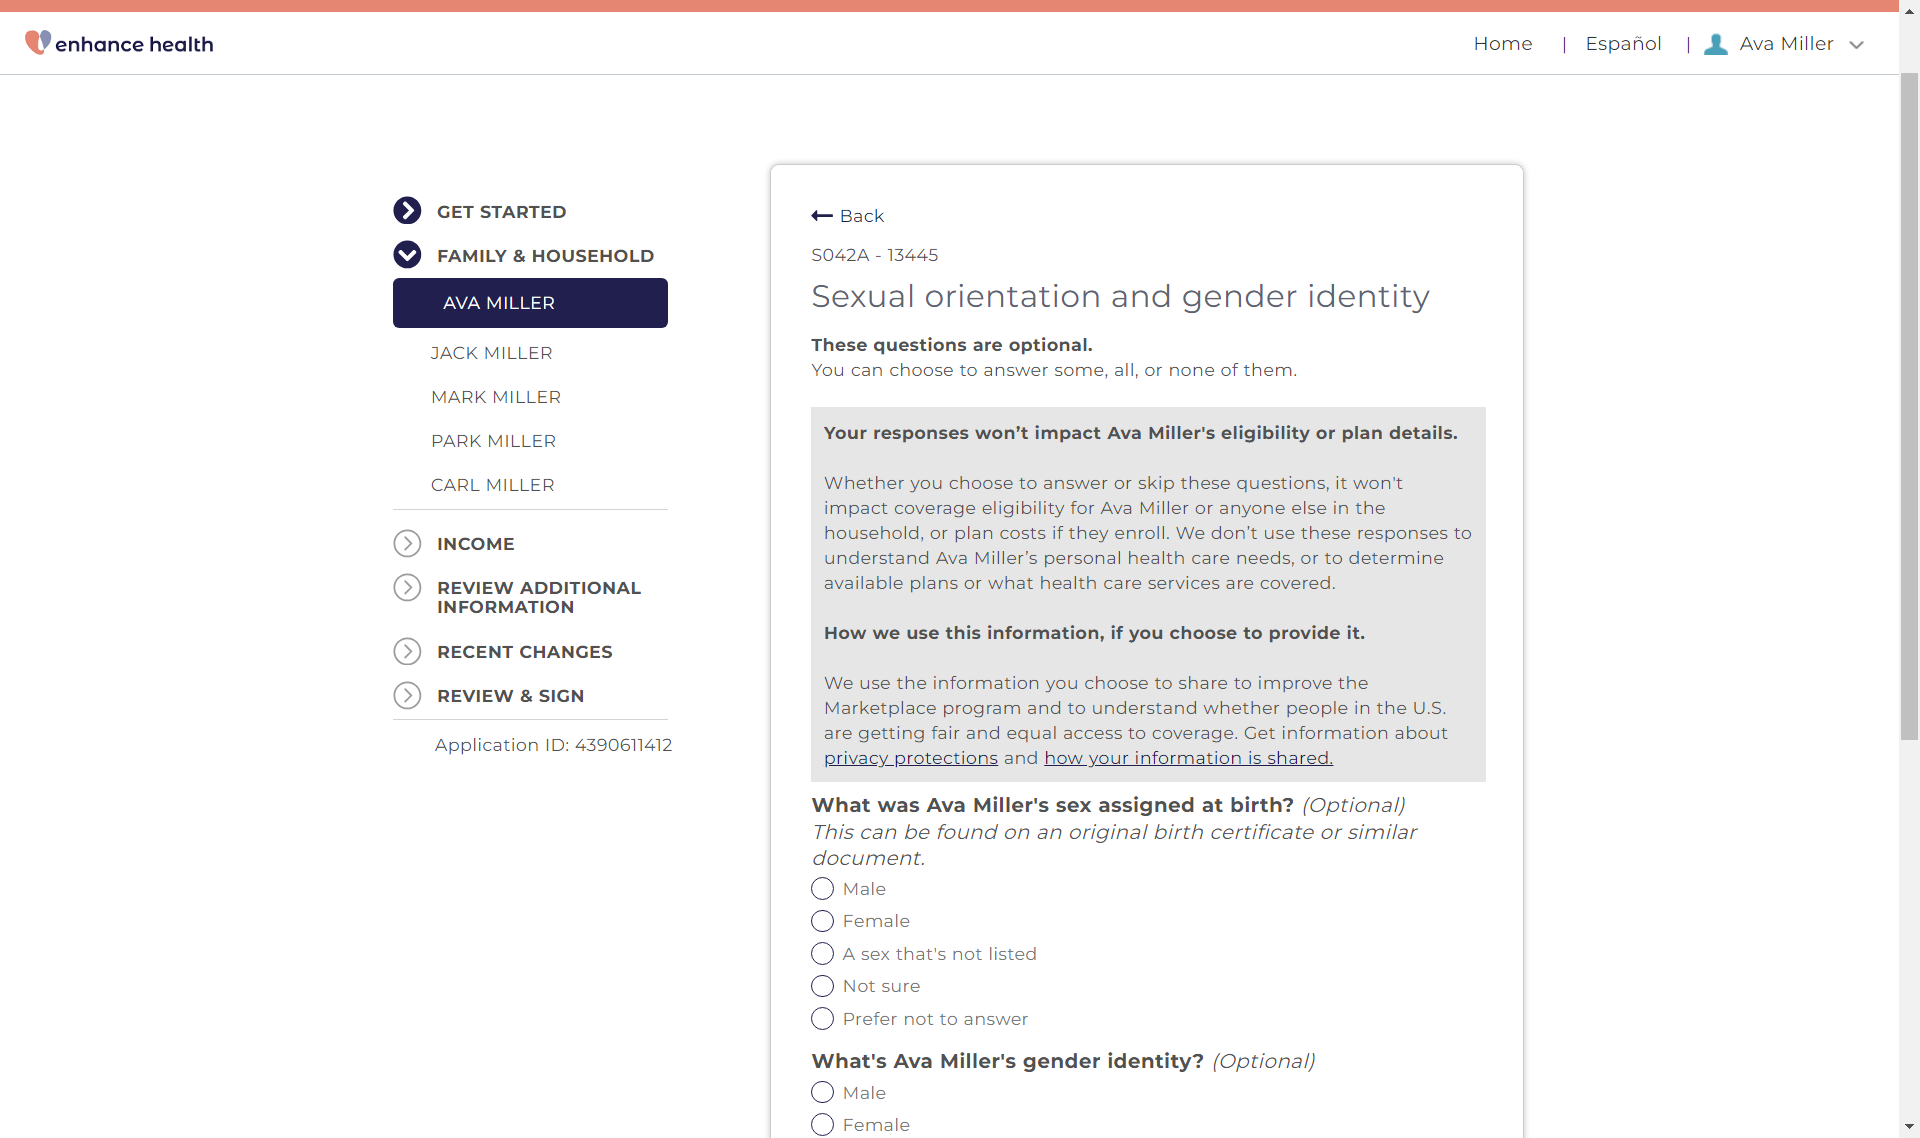 enhance health
Home | Español | Ava Miller
GET STARTED
FAMILY & HOUSEHOLD
AVA MILLER
JACK MILLER
MARK MILLER
PARK MILLER
CARL MILLER
INCOME
REVIEW ADDITIONAL
INFORMATION
RECENT CHANGES
REVIEW & SIGN
Application ID: 4390611412
Back
S042A - 13445
Sexual orientation and gender identity
These questions are optional.
You can choose to answer some, all, or none of them.
Your responses won’t impact Ava Miller's eligibility or plan details.
Whether you choose to answer or skip these questions, it won't
impact coverage eligibility for Ava Miller or anyone else in the
household, or plan costs if they enroll. We don’t use these responses to
understand Ava Miller’s personal health care needs, or to determine
available plans or what health care services are covered.
How we use this information, if you choose to provide it.
We use the information you choose to share to improve the
Marketplace program and to understand whether people in the U.S.
are getting fair and equal access to coverage. Get information about
privacy protections and how your information is shared.
What was Ava Miller's sex assigned at birth? (Optional)
This can be found on an original birth certificate or similar
document.
Male
Female
A sex that's not listed
Not sure
Prefer not to answer
What's Ava Miller's gender identity? (Optional)
Male
Female